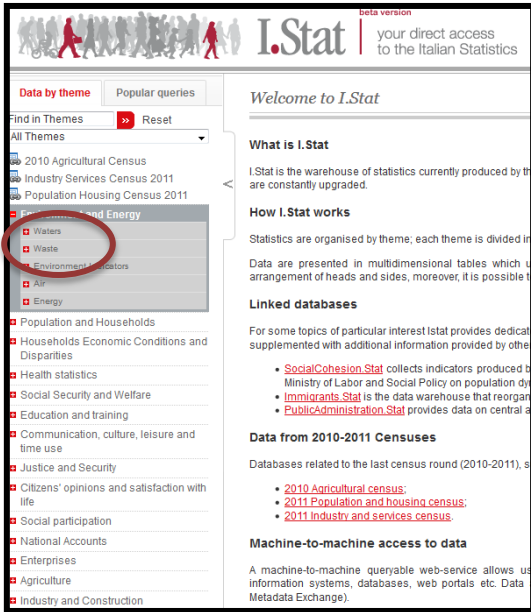 beta version
I.Stat
your direct access
to the Italian Statistics
Data by theme
Popular queries
Find in Themes
»
Reset
All Themes
2010 Agricultural Census
Industry Services Census 2011
Population Housing Census 2011
Environment and Energy
Waters
Waste
Environment Indicators
Air
Energy
Population and Households
Households Economic Conditions and
Disparities
Health statistics
Social Security and Welfare
Education and training
Communication, culture, leisure and
time use
Justice and Security
Citizens' opinions and satisfaction with
life
Social participation
National Accounts
Enterprises
Agriculture
Industry and Construction
<
Welcome to I.Stat
What is I.Stat
I.Stat is the warehouse of statistics currently produced by th
are constantly upgraded.
How I.Stat works
Statistics are organised by theme; each theme is divided in
Data are presented in multidimensional tables which u
arrangement of heads and sides, moreover, it is possible t
Linked databases
For some topics of particular interest Istat provides dedicat
supplemented with additional information provided by othe
• SocialCohesion.Stat collects indicators produced b
Ministry of Labor and Social Policy on population dy
• Immigrants.Stat is the data warehouse that reorgan
• PublicAdministration.Stat provides data on central a
Data from 2010-2011 Censuses
Databases related to the last census round (2010-2011), s
• 2010 Agricultural census;
• 2011 Population and housing census;
• 2011 Industry and services census.
Machine-to-machine access to data
A machine-to-machine queryable web-service allows us
information systems, databases, web portals etc. Data
Metadata Exchange).